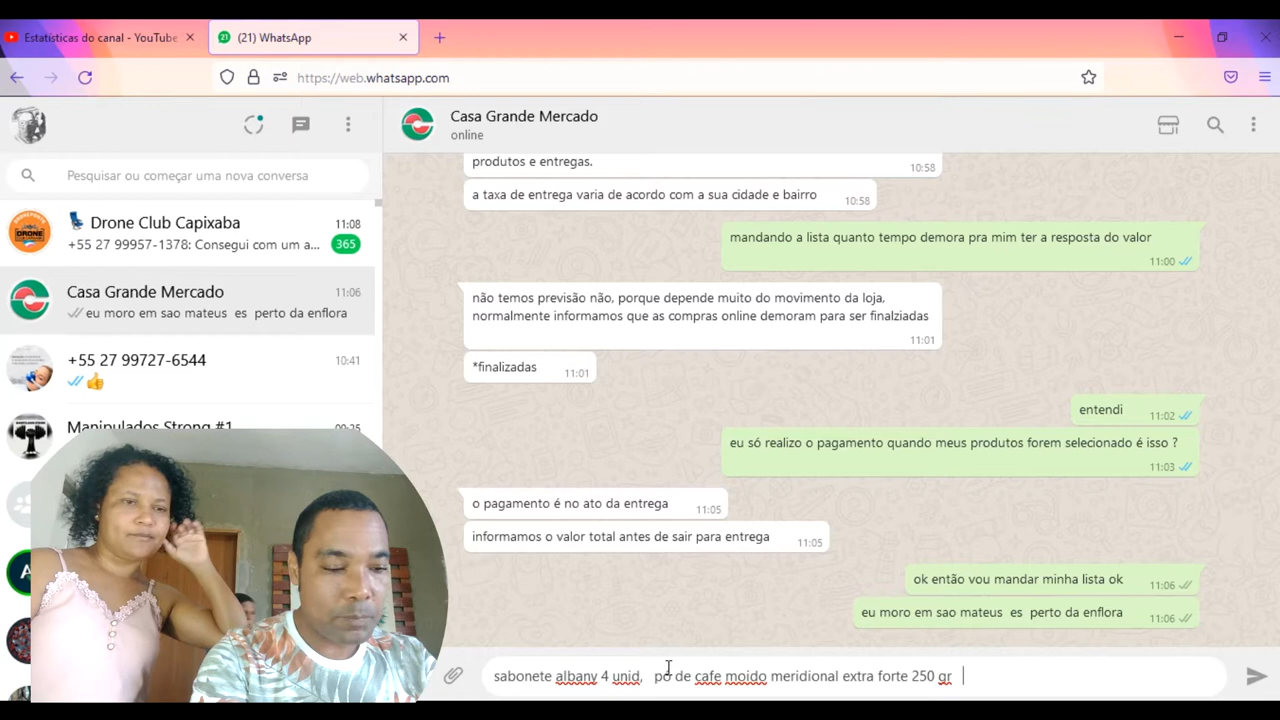 Estatísticas do canal - YouTube
(21) WhatsApp
https://web.whatsapp.com
Casa Grande Mercado
online
Pesquisar ou começar uma nova conversa
Drone Club Capixaba
11:08
+55 27 99957-1378: Consegui com um a...
365
Casa Grande Mercado
11:06
eu moro em sao mateus es perto da enflora
+55 27 99727-6544
10:41
Manipulados Strong #1
produtos e entregas.
10:58
a taxa de entrega varia de acordo com a sua cidade e bairro
10:58
mandando a lista quanto tempo demora pra mim ter a resposta do valor
11:00
não temos previsão não, porque depende muito do movimento da loja,
normalmente informamos que as compras online demoram para ser finalziadas
11:01
*finalizadas
11:01
entendi
11:02
eu só realizo o pagamento quando meus produtos forem selecionado é isso ?
11:03
o pagamento é no ato da entrega
11:05
informamos o valor total antes de sair para entrega
11:05
ok então vou mandar minha lista ok
11:06
eu moro em sao mateus es perto da enflora
11:06
sabonete albany 4 unid, po de cafe moido meridional extra forte 250 gr